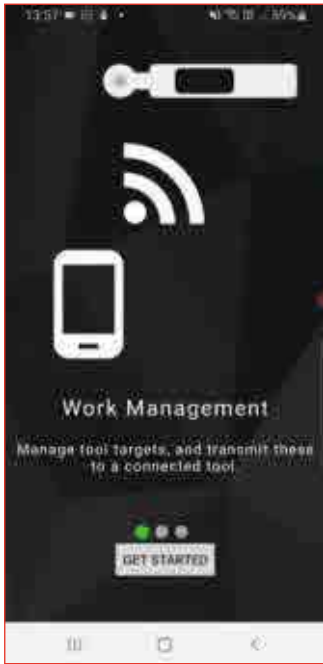 13:57
Work Management
Manage tool targets, and transmit these
to a connected tool
GET STARTED